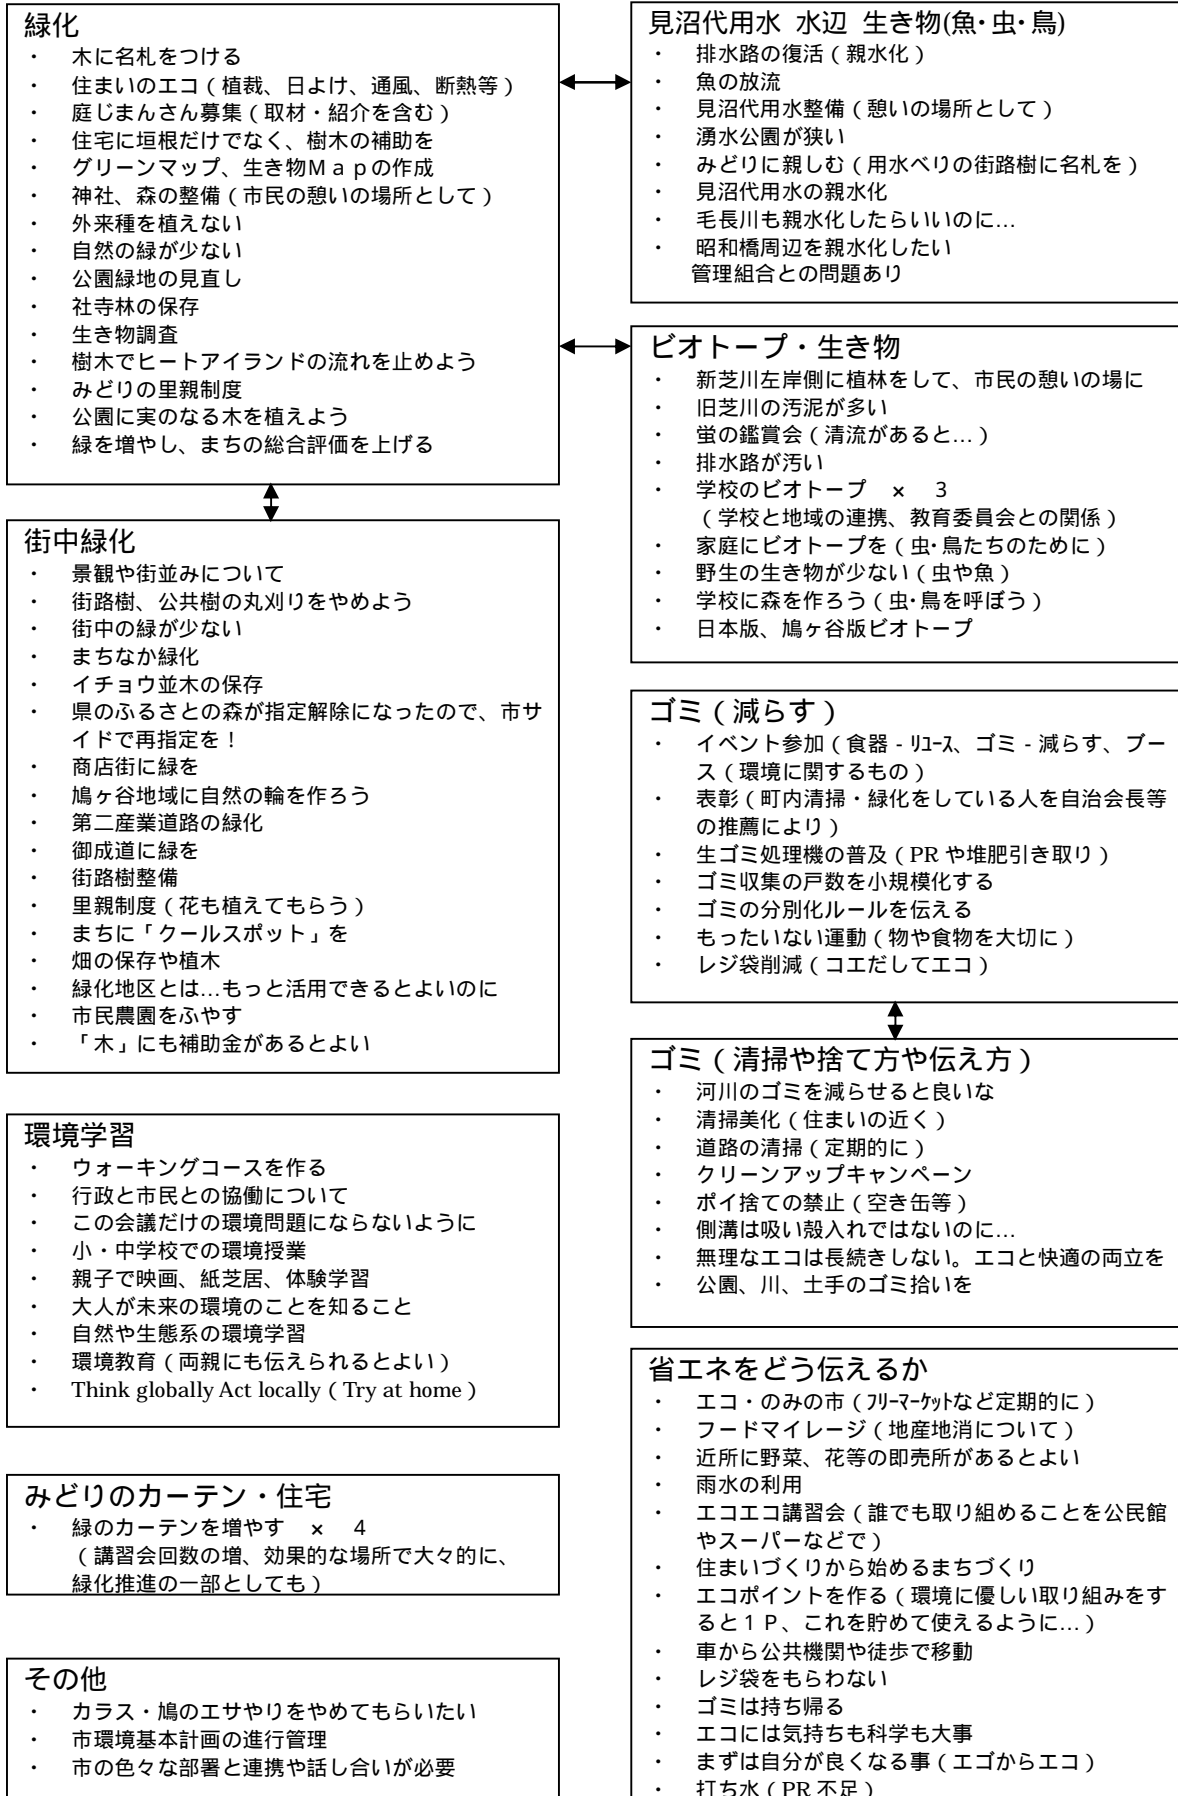 緑化
・ 木に名札をつける
・ 住まいのエコ（植裁、日よけ、通風、断熱等）
・ 庭じまんさん募集（取材・紹介を含む）
・ 住宅に垣根だけでなく、樹木の補助を
・ グリーンマップ、生き物Ｍａｐの作成
・ 神社、森の整備（市民の憩いの場所として）
・ 外来種を植えない
・ 自然の緑が少ない
・ 公園緑地の見直し
・ 社寺林の保存
・ 生き物調査
・ 樹木でヒートアイランドの流れを止めよう
・ みどりの里親制度
・ 公園に実のなる木を植えよう
・ 緑を増やし、まちの総合評価を上げる
街中緑化
・ 景観や街並みについて
・ 街路樹、公共樹の丸刈りをやめよう
・ 街中の緑が少ない
・ まちなか緑化
・ イチョウ並木の保存
・ 県のふるさとの森が指定解除になったので、市サ
イドで再指定を！
・ 商店街に緑を
・ 鳩ヶ谷地域に自然の輪を作ろう
・ 第二産業道路の緑化
・ 御成道に緑を
・ 街路樹整備
・ 里親制度（花も植えてもらう）
・ まちに「クールスポット」を
・ 畑の保存や植木
・ 緑化地区とは…もっと活用できるとよいのに
・ 市民農園をふやす
・ 「木」にも補助金があるとよい
環境学習
・ ウォーキングコースを作る
・ 行政と市民との協働について
・ この会議だけの環境問題にならないように
・ 小・中学校での環境授業
・ 親子で映画、紙芝居、体験学習
・ 大人が未来の環境のことを知ること
・ 自然や生態系の環境学習
・ 環境教育（両親にも伝えられるとよい）
・ Think globally Act locally（Try at home）
みどりのカーテン・住宅
・ 緑のカーテンを増やす × ４
（講習会回数の増、効果的な場所で大々的に、
緑化推進の一部としても）
その他
・ カラス・鳩のエサやりをやめてもらいたい
・ 市環境基本計画の進行管理
・ 市の色々な部署と連携や話し合いが必要
見沼代用水 水辺 生き物(魚・虫・鳥)
・ 排水路の復活（親水化）
・ 魚の放流
・ 見沼代用水整備（憩いの場所として）
・ 湧水公園が狭い
・ みどりに親しむ（用水べりの街路樹に名札を）
・ 見沼代用水の親水化
・ 毛長川も親水化したらいいのに…
・ 昭和橋周辺を親水化したい
管理組合との問題あり
ビオトープ・生き物
・ 新芝川左岸側に植林をして、市民の憩いの場に
・ 旧芝川の汚泥が多い
・ 蛍の鑑賞会（清流があると…）
・ 排水路が汚い
・ 学校のビオトープ × ３
（学校と地域の連携、教育委員会との関係）
・ 家庭にビオトープを（虫・鳥たちのために）
・ 野生の生き物が少ない（虫や魚）
・ 学校に森を作ろう（虫・鳥を呼ぼう）
・ 日本版、鳩ヶ谷版ビオトープ
ゴミ（減らす）
・ イベント参加（食器‐ﾘﾕｰｽ、ゴミ‐減らす、ブー
ス（環境に関するもの）
・ 表彰（町内清掃・緑化をしている人を自治会長等
の推薦により）
・ 生ゴミ処理機の普及（PR や堆肥引き取り）
・ ゴミ収集の戸数を小規模化する
・ ゴミの分別化ルールを伝える
・ もったいない運動（物や食物を大切に）
・ レジ袋削減（コエだしてエコ）
ゴミ（清掃や捨て方や伝え方）
・ 河川のゴミを減らせると良いな
・ 清掃美化（住まいの近く）
・ 道路の清掃（定期的に）
・ クリーンアップキャンペーン
・ ポイ捨ての禁止（空き缶等）
・ 側溝は吸い殻入れではないのに…
・ 無理なエコは長続きしない。エコと快適の両立を
・ 公園、川、土手のゴミ拾いを
省エネをどう伝えるか
・ エコ・のみの市（ﾌﾘｰﾏｰｹｯﾄなど定期的に）
・ フードマイレージ（地産地消について）
・ 近所に野菜、花等の即売所があるとよい
・ 雨水の利用
・ エコエコ講習会（誰でも取り組めることを公民館
やスーパーなどで）
・ 住まいづくりから始めるまちづくり
・ エコポイントを作る（環境に優しい取り組みをす
ると１Ｐ、これを貯めて使えるように…）
・ 車から公共機関や徒歩で移動
・ レジ袋をもらわない
・ ゴミは持ち帰る
・ エコには気持ちも科学も大事
・ まずは自分が良くなる事（エゴからエコ）
・ 打ち水（PR 不足）